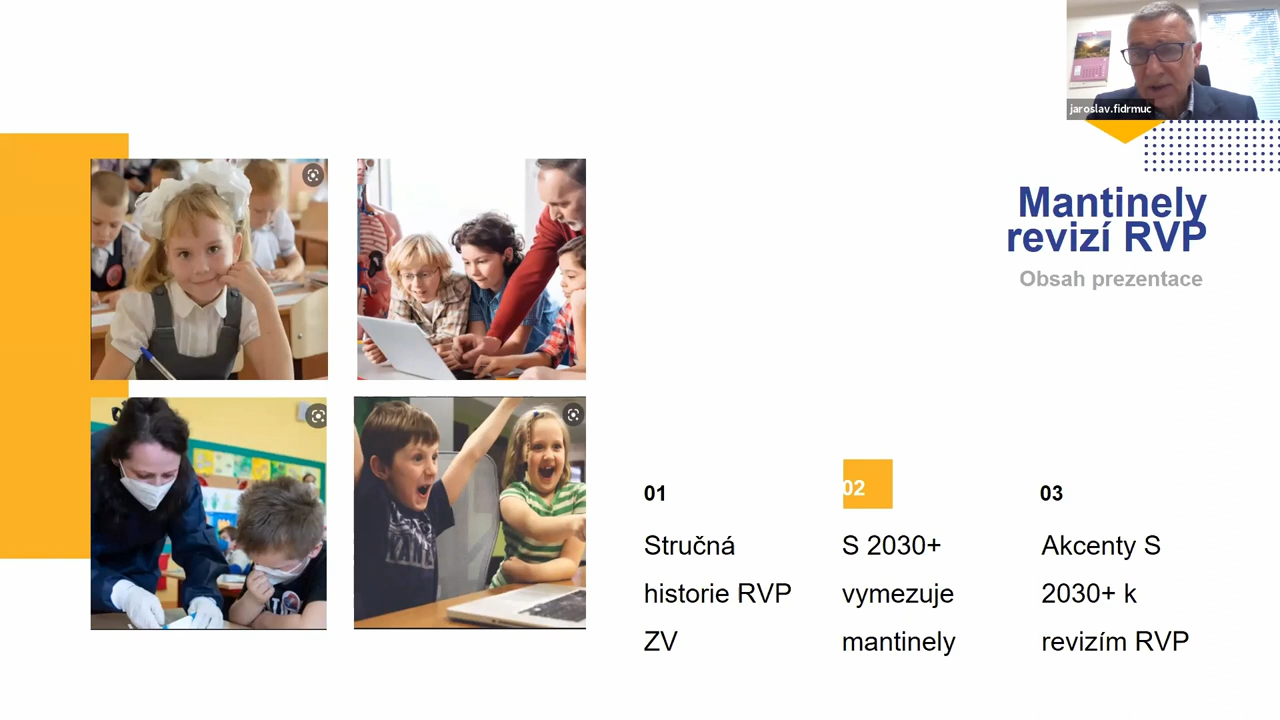 jaroslav.fidrmuc
Mantinely
revizí RVP
Obsah prezentace
01
Stručná
historie RVP
ZV
02
S 2030+
vymezuje
mantinely
03
Akcenty S
2030+ k
revizím RVP